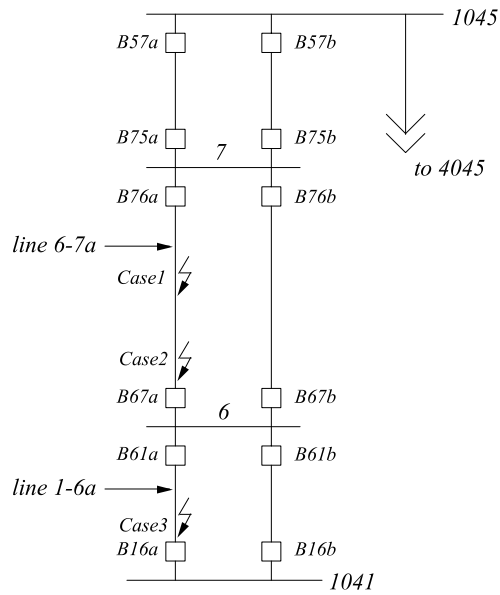 1045
B57a
B57b
B75a
B75b
7
to 4045
B76a
B76b
line 6-7a
Case1
Case2
B67a
B67b
6
B61a
B61b
line 1-6a
Case3
B16a
B16b
1041